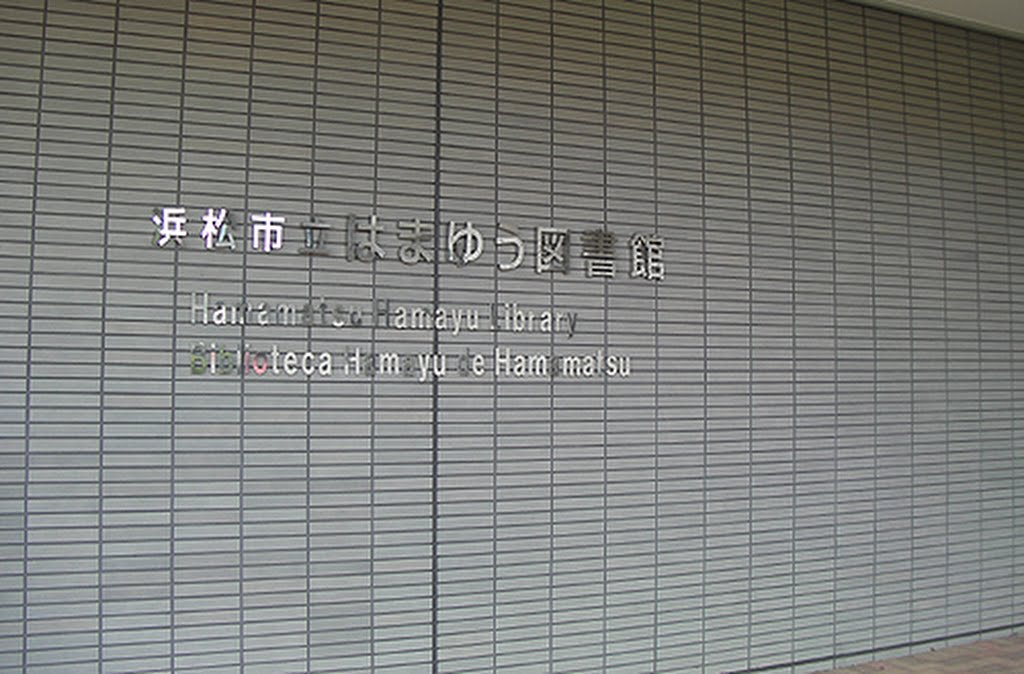 浜松市立はまゆう図書館
Hamamatsu Hamayu Library
Biblioteca Hamayu de Hamamatsu